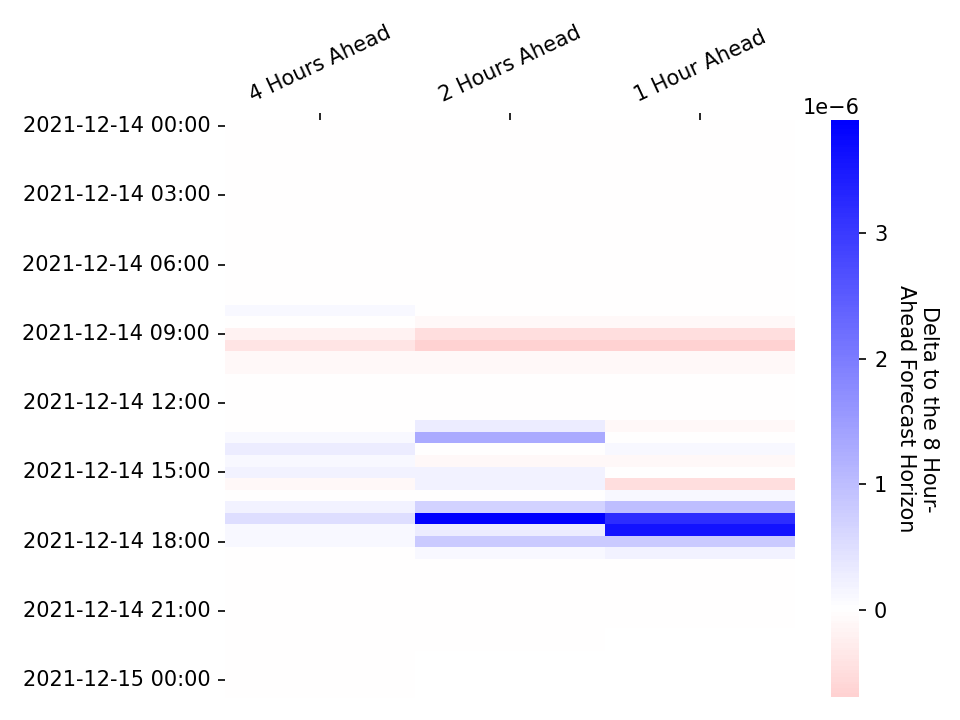 4 Hours Ahead
2 Hours Ahead
1 Hour Ahead
2021-12-14 00:00
2021-12-14 03:00
2021-12-14 06:00
2021-12-14 09:00
2021-12-14 12:00
2021-12-14 15:00
2021-12-14 18:00
2021-12-14 21:00
2021-12-15 00:00
1e−6
3
2
1
0
Delta to the 8 Hour-
Ahead Forecast Horizon